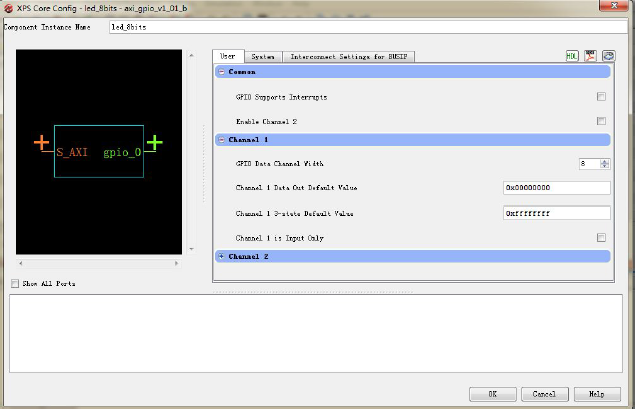 XPS Core Config - led_8bits - axi_gpio_v1_01_b
Component Instance Name led_8bits
User System Interconnect Settings for BUSIF HDL
Common
GPIO Supports Interrupts
Enable Channel 2
Channel 1
GPIO Data Channel Width 8
Channel 1 Data Out Default Value 0x00000000
Channel 1 3-state Default Value 0xffffffff
Channel 1 is Input Only
Channel 2
S_AXI gpio_0
Show All Ports
OK Cancel Help